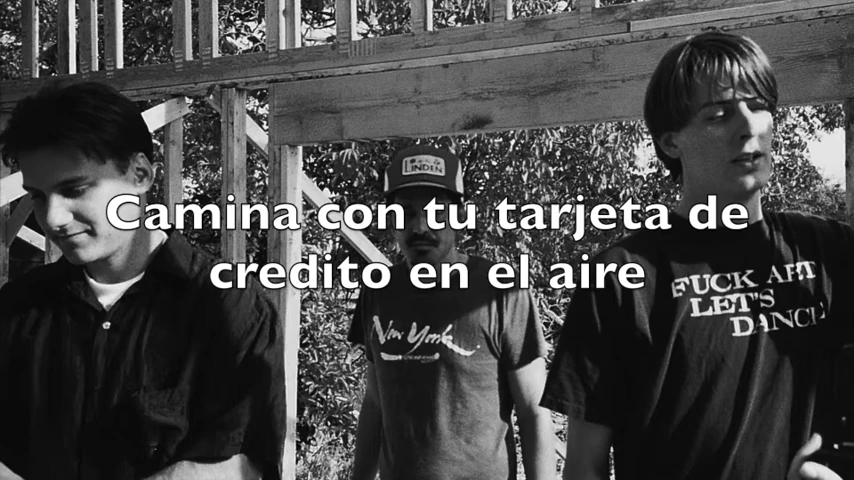 LINDEN
Camina con tu tarjeta de
credito en el aire
FUCK ART
LET'S
DANCE
New York